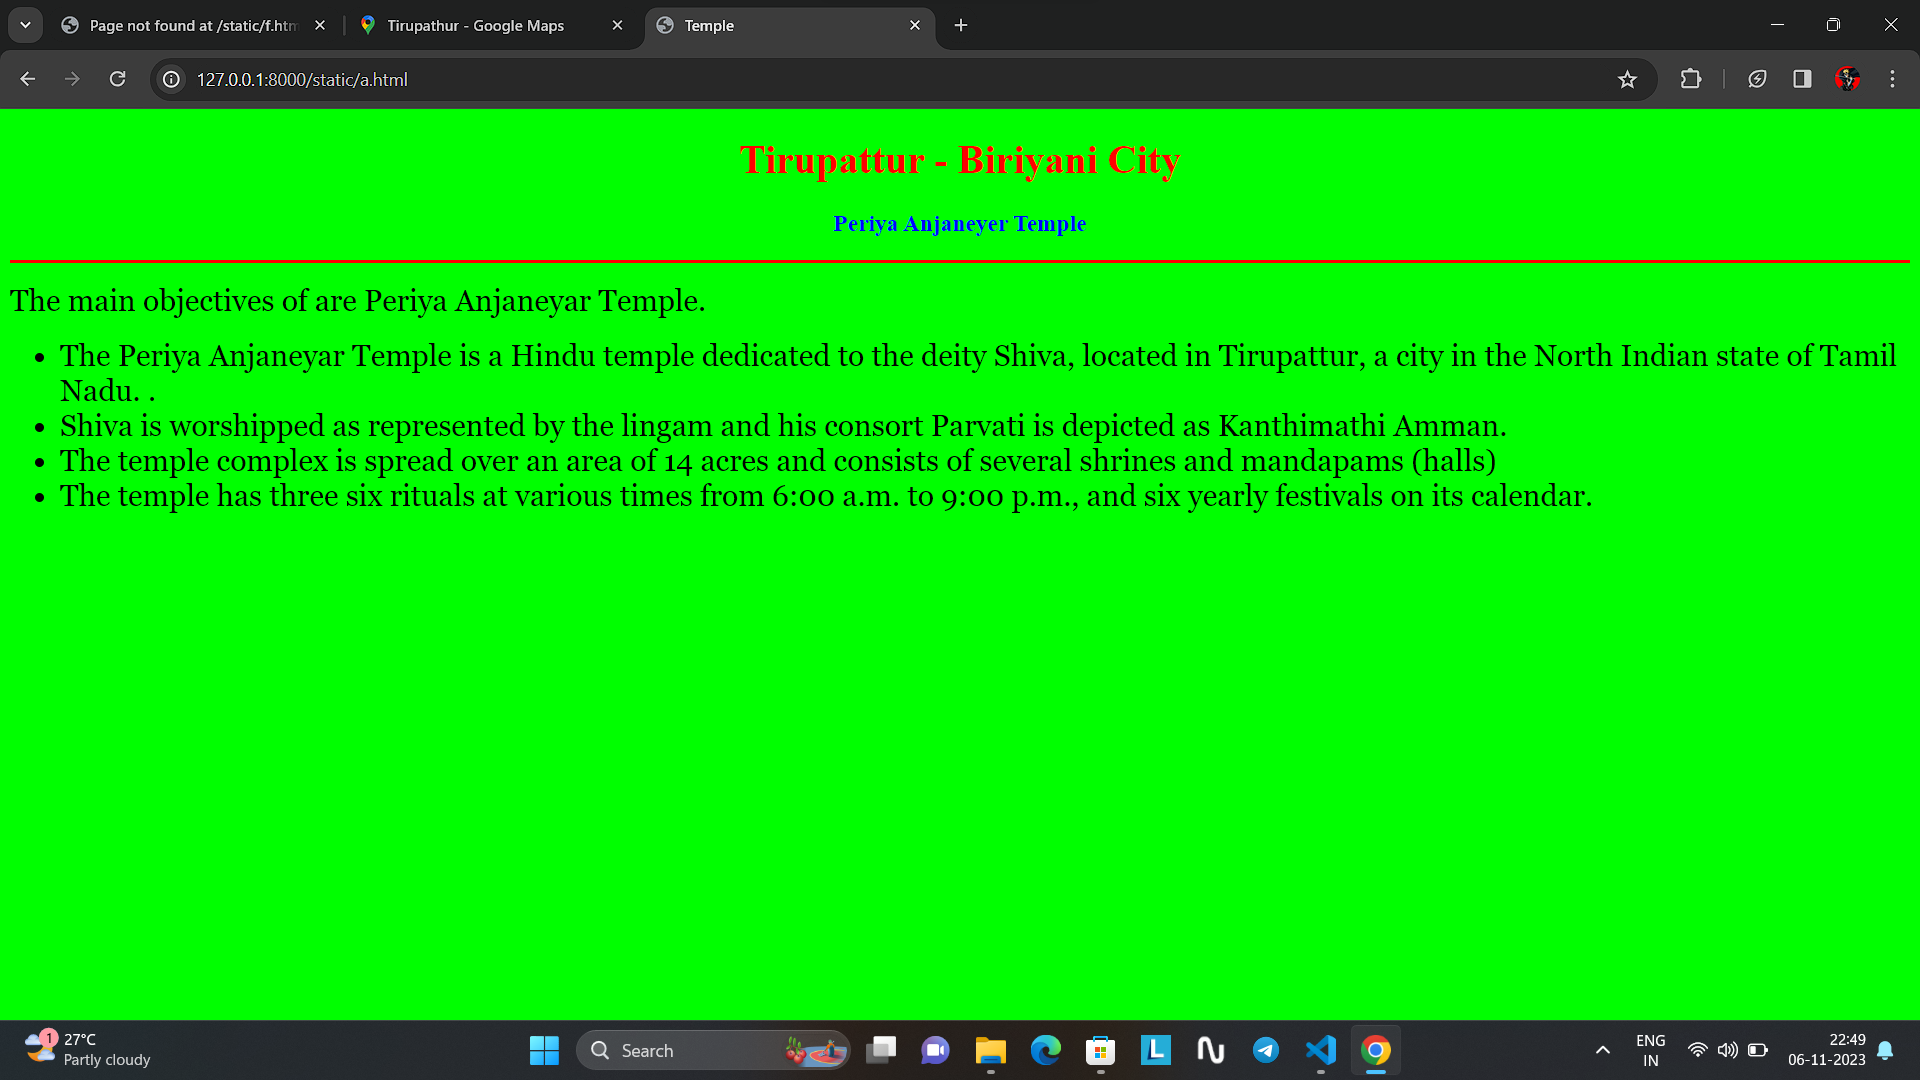 Page not found at /static/f.htm
Tirupathur - Google Maps
Temple
127.0.0.1:8000/static/a.html
Tirupattur - Biriyani City
Periya Anjaneyer Temple
The main objectives of are Periya Anjaneyar Temple.
• The Periya Anjaneyar Temple is a Hindu temple dedicated to the deity Shiva, located in Tirupattur, a city in the North Indian state of Tamil
Nadu. .
• Shiva is worshipped as represented by the lingam and his consort Parvati is depicted as Kanthimathi Amman.
• The temple complex is spread over an area of 14 acres and consists of several shrines and mandapams (halls)
• The temple has three six rituals at various times from 6:00 a.m. to 9:00 p.m., and six yearly festivals on its calendar.
1
27°C
Partly cloudy
Search
L
ENG
IN
22:49
06-11-2023